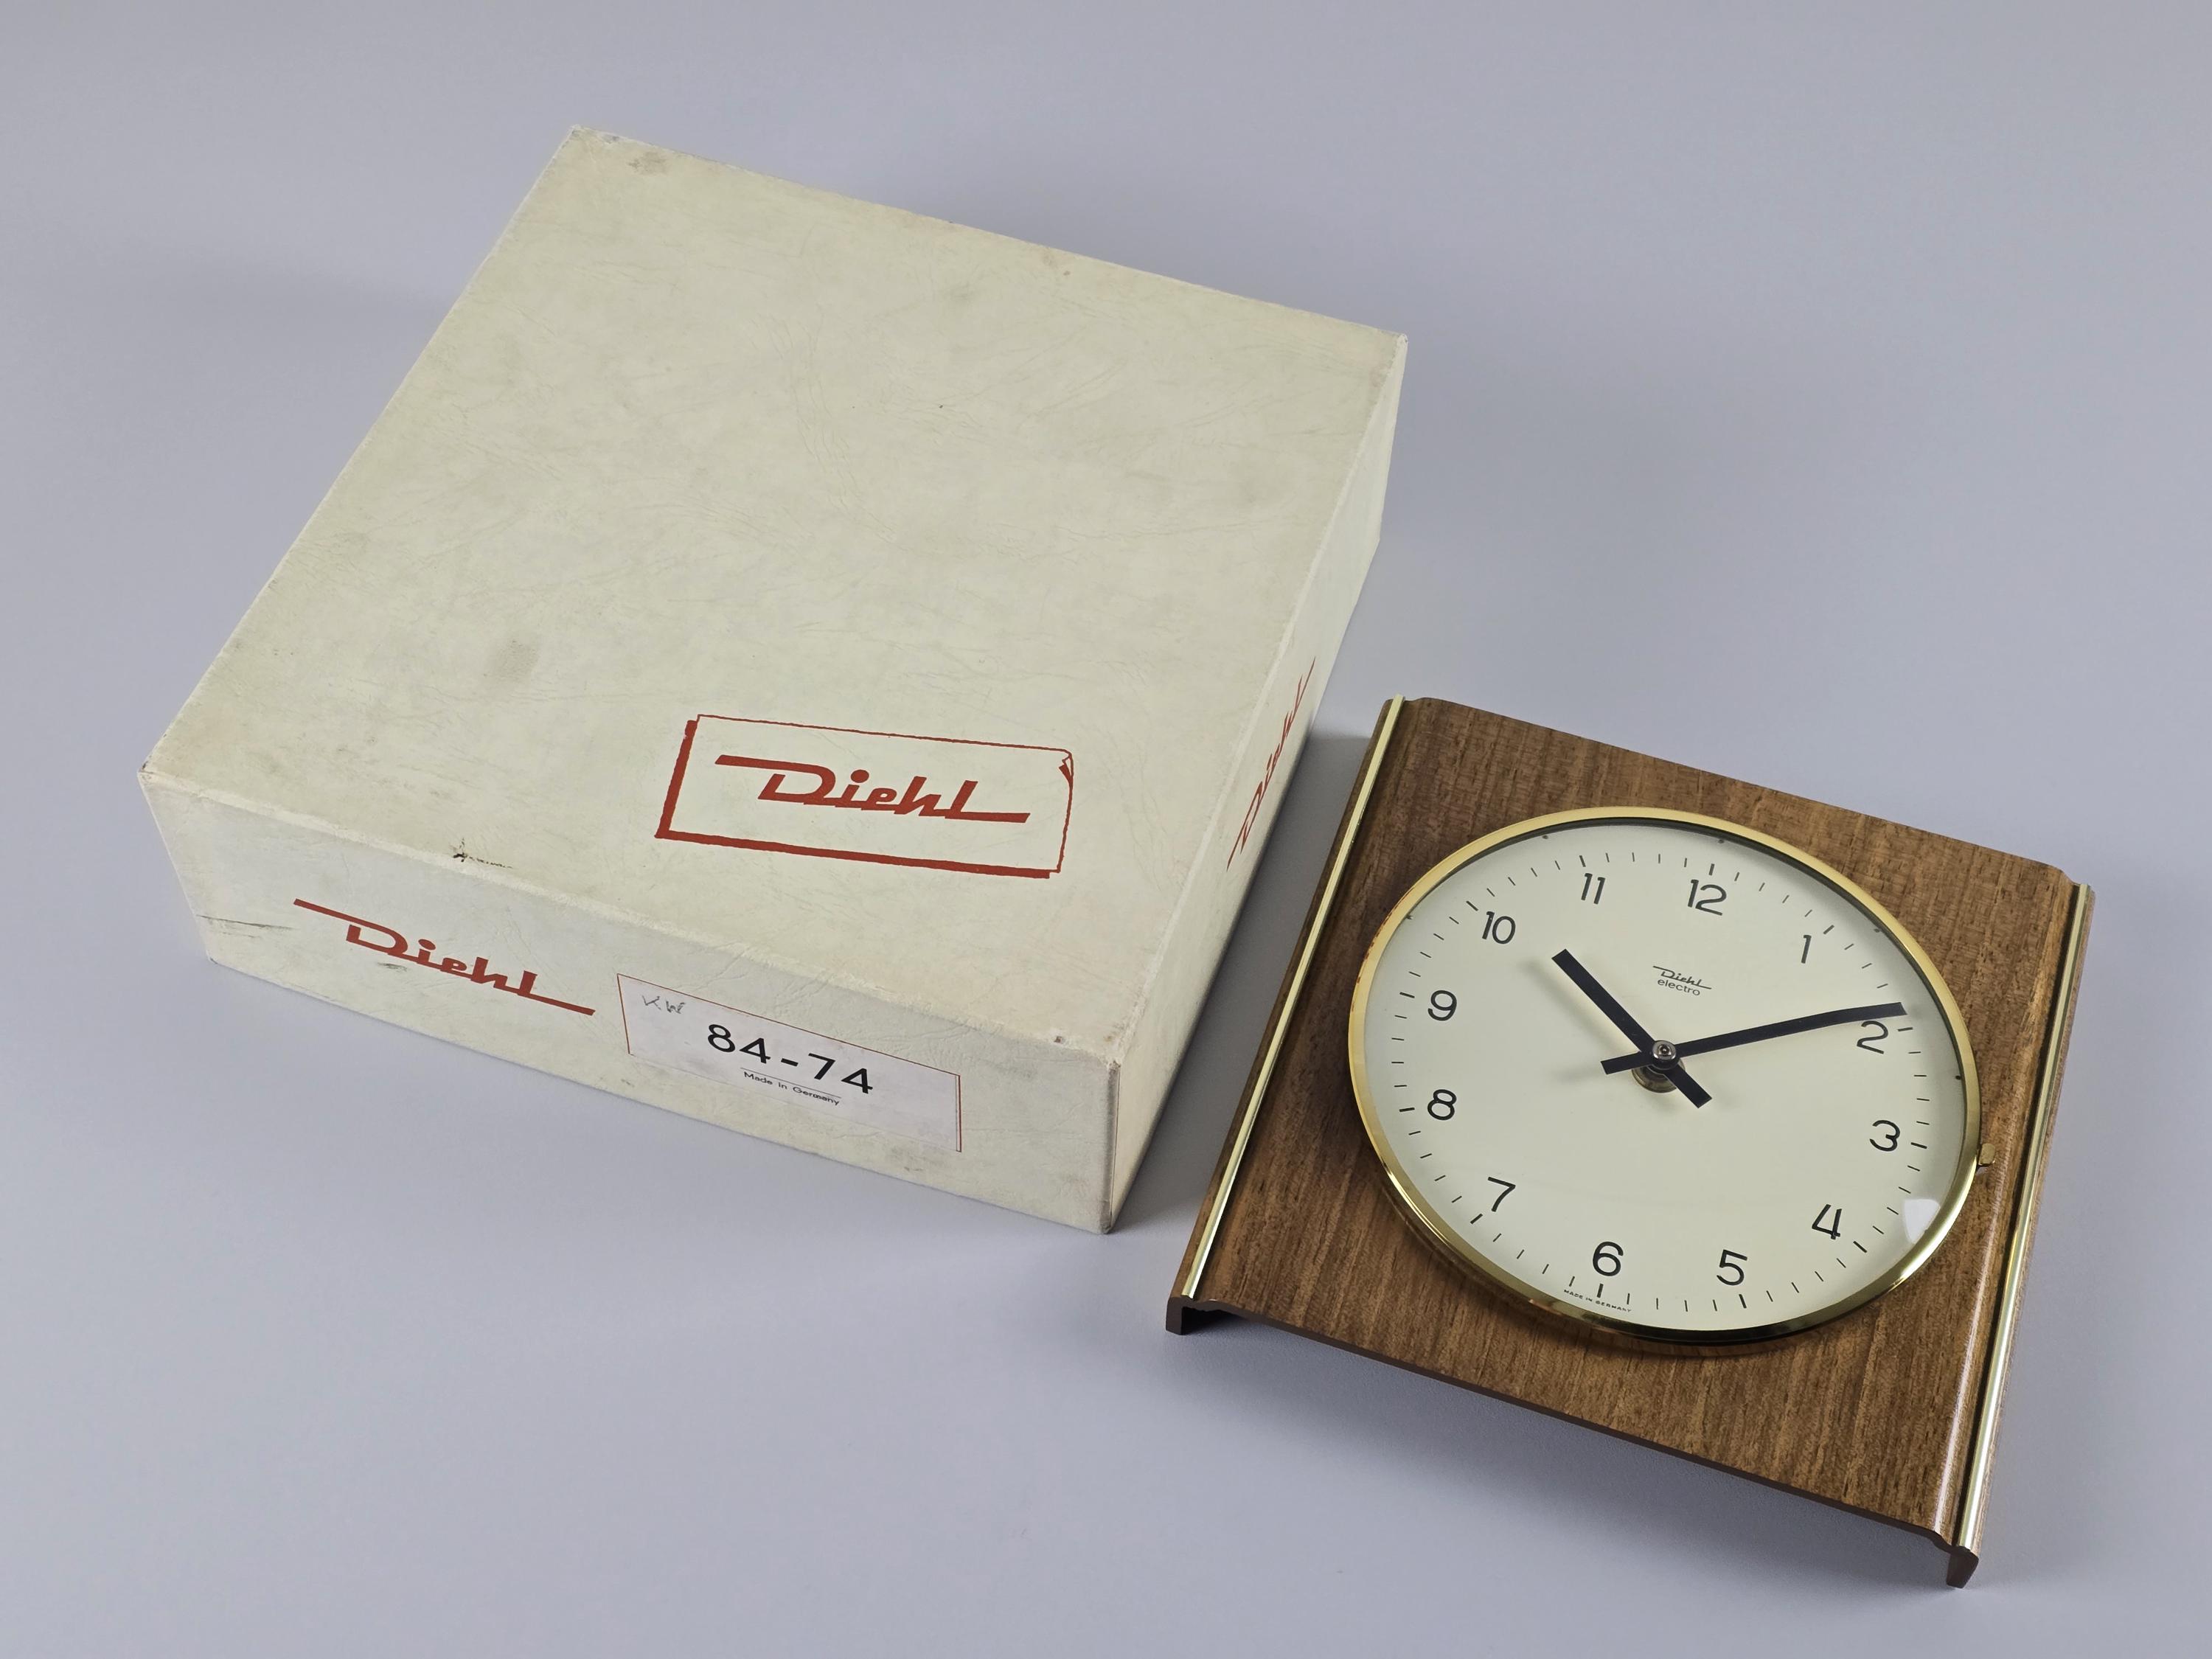 Diehl
Diehl
Diehl
KW
84-74
Made in Germany
12
1
2
3
4
5
6
7
8
9
10
11
Diehl
electro
MADE IN GERMANY